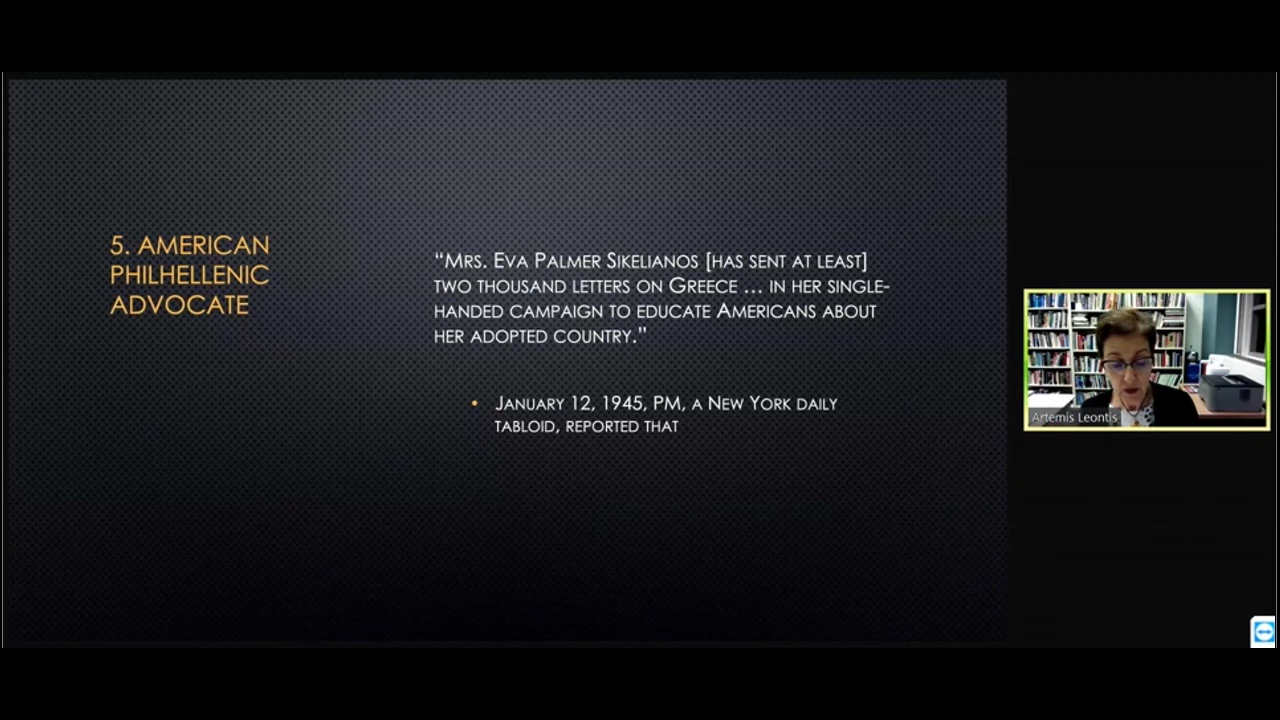 5. AMERICAN
PHILHELLENIC
ADVOCATE
“MRS. EVA PALMER SIKELIANOS [HAS SENT AT LEAST]
TWO THOUSAND LETTERS ON GREECE … IN HER SINGLE-
HANDED CAMPAIGN TO EDUCATE AMERICANS ABOUT
HER ADOPTED COUNTRY.”
• JANUARY 12, 1945, PM, A NEW YORK DAILY
TABLOID, REPORTED THAT
Artemis Leontis